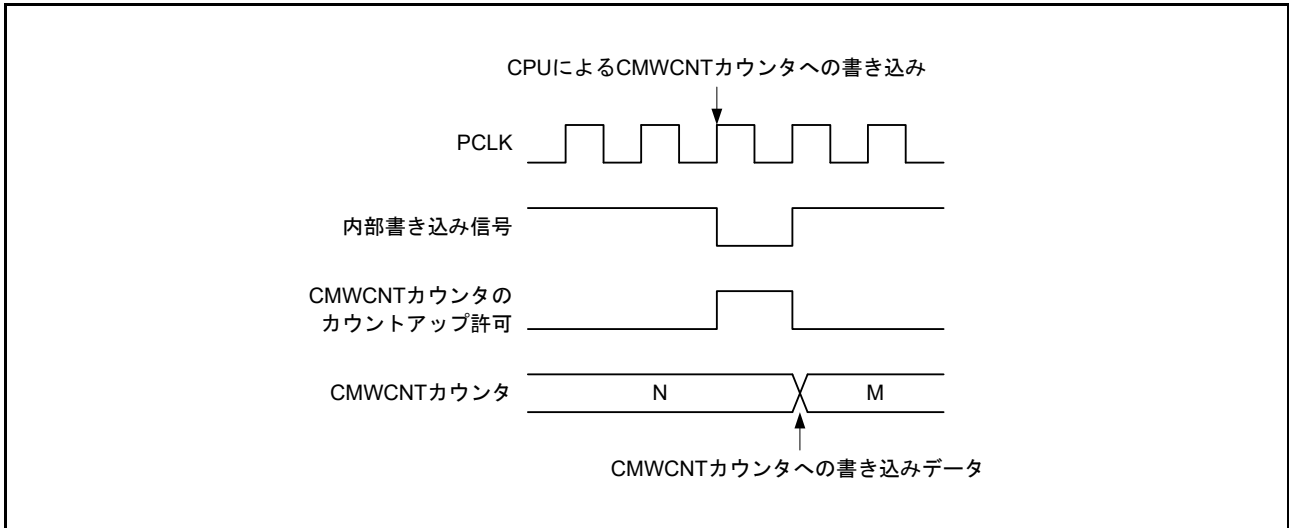 CPUによるCMWCNTカウンタへの書き込み
PCLK
内部書き込み信号
CMWCNTカウンタの
カウントアップ許可
CMWCNTカウンタ
N
M
CMWCNTカウンタへの書き込みデータ